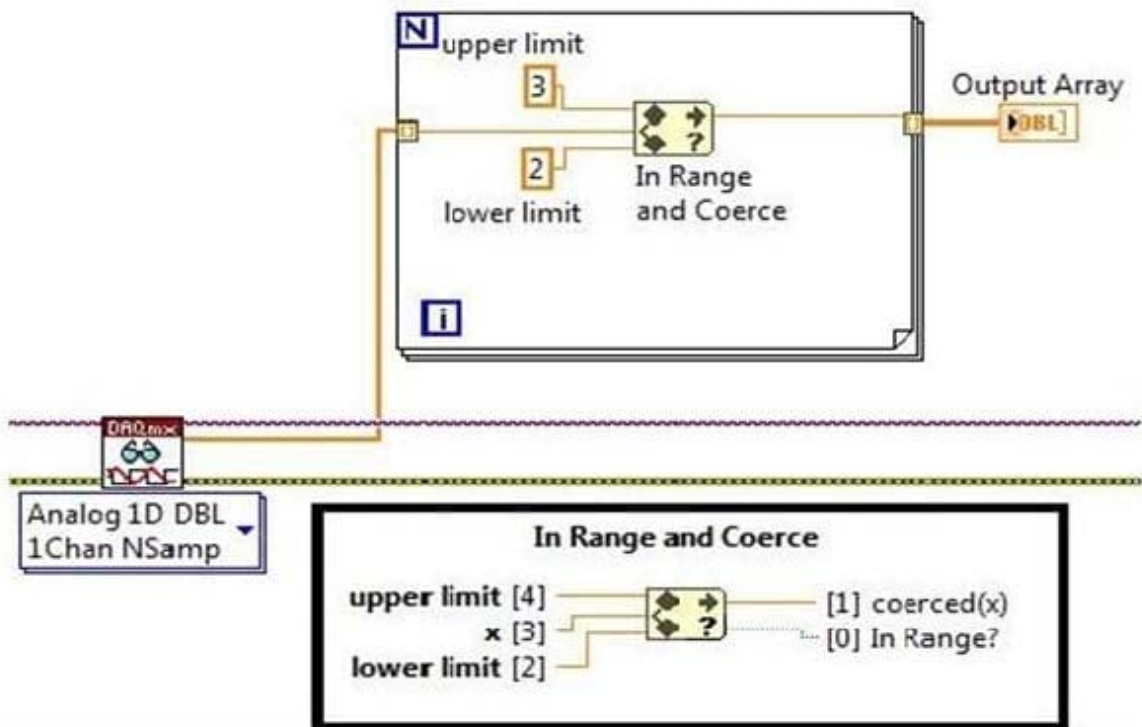 N
upper limit
3
Output Array
DBL
2
In Range
and Coerce
lower limit
i
DAQmx
Analog 1D DBL
1Chan NSamp
In Range and Coerce
upper limit [4]
x [3]
lower limit [2]
?
[1] coerced(x)
[0] In Range?